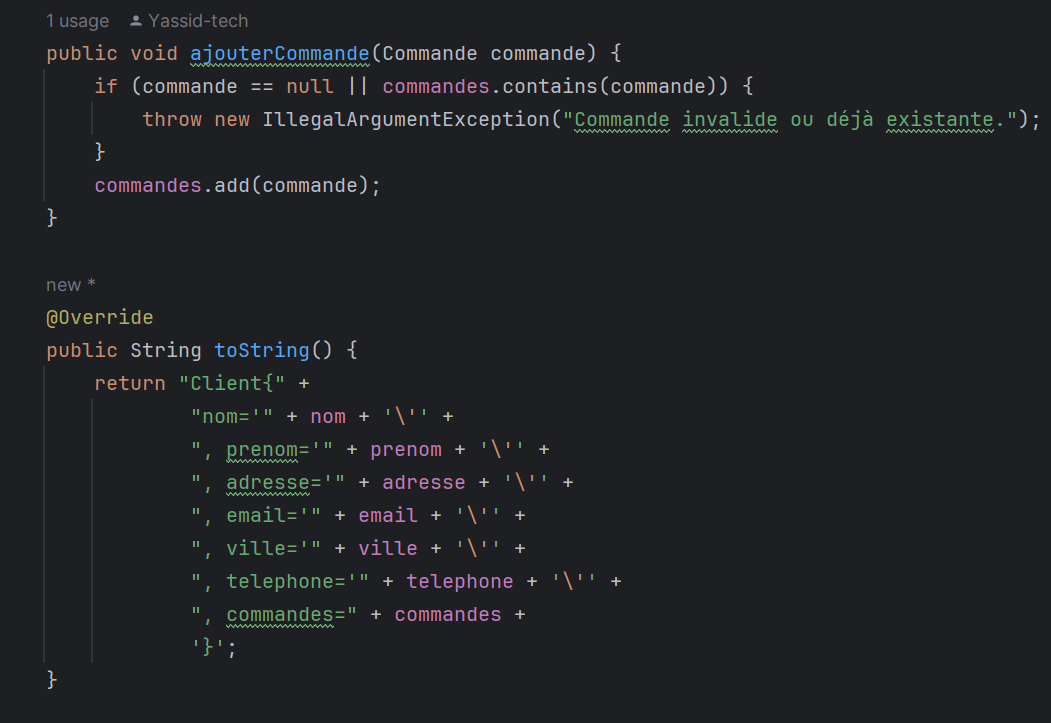 1 usage Yassid-tech
public void ajouterCommande(Commande commande) {
if (commande == null || commandes.contains(commande)) {
throw new IllegalArgumentException("Commande invalide ou déjà existante.");
}
commandes.add(commande);
}
new *
@Override
public String toString() {
return "Client{" +
"nom='" + nom + '\'' +
", prenom='" + prenom + '\'' +
", adresse='" + adresse + '\'' +
", email='" + email + '\'' +
", ville='" + ville + '\'' +
", telephone='" + telephone + '\'' +
", commandes=" + commandes +
'}';
}